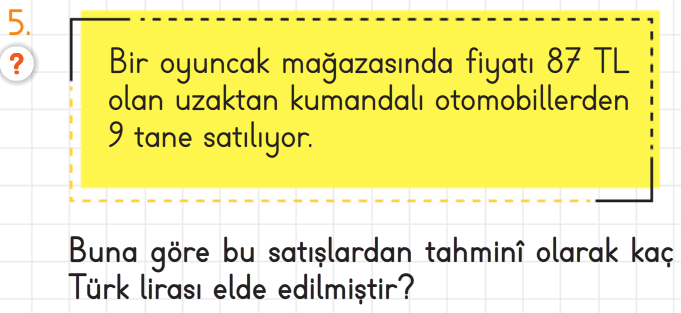 5.
?
Bir oyuncak mağazasında fiyatı 87 TL
olan uzaktan kumandalı otomobillerden
9 tane satılıyor.
Buna göre bu satışlardan tahminî olarak kaç
Türk lirası elde edilmiştir?